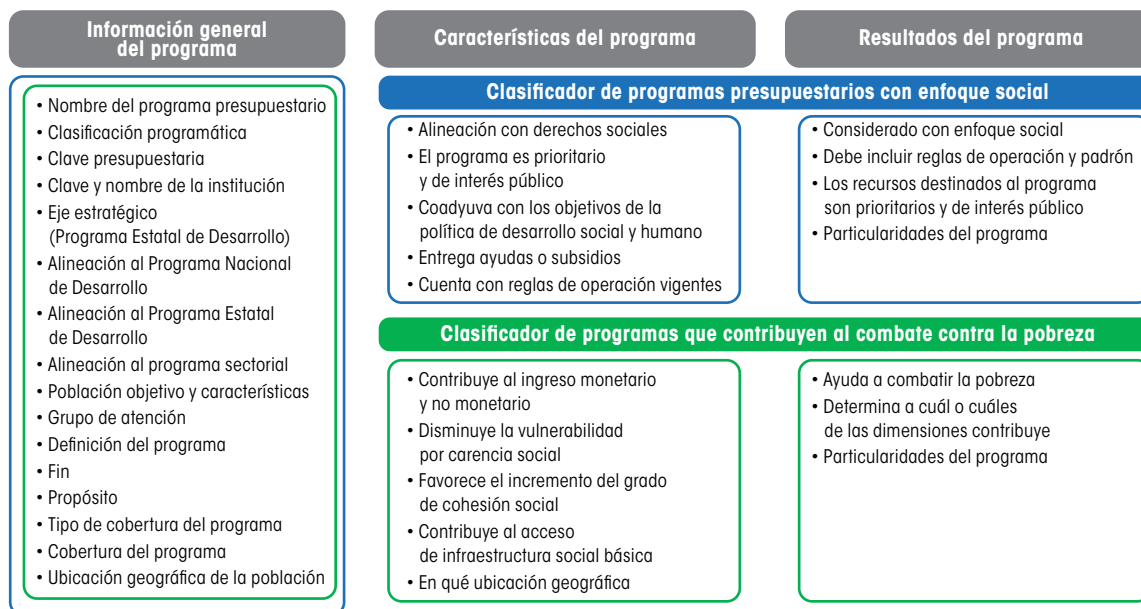 Información general
del programa
• Nombre del programa presupuestario
• Clasificación programática
• Clave presupuestaria
• Clave y nombre de la institución
• Eje estratégico
(Programa Estatal de Desarrollo)
• Alineación al Programa Nacional
de Desarrollo
• Alineación al Programa Estatal
de Desarrollo
• Alineación al programa sectorial
• Población objetivo y características
• Grupo de atención
• Definición del programa
• Fin
• Propósito
• Tipo de cobertura del programa
• Cobertura del programa
• Ubicación geográfica de la población
Características del programa
Resultados del programa
Clasificador de programas presupuestarios con enfoque social
• Alineación con derechos sociales
• El programa es prioritario
y de interés público
• Coadyuva con los objetivos de la
política de desarrollo social y humano
• Entrega ayudas o subsidios
• Cuenta con reglas de operación vigentes
• Considerado con enfoque social
• Debe incluir reglas de operación y padrón
• Los recursos destinados al programa
son prioritarios y de interés público
• Particularidades del programa
Clasificador de programas que contribuyen al combate contra la pobreza
• Contribuye al ingreso monetario
y no monetario
• Disminuye la vulnerabilidad
por carencia social
• Favorece el incremento del grado
de cohesión social
• Contribuye al acceso
de infraestructura social básica
• En qué ubicación geográfica
• Ayuda a combatir la pobreza
• Determina a cuál o cuáles
de las dimensiones contribuye
• Particularidades del programa